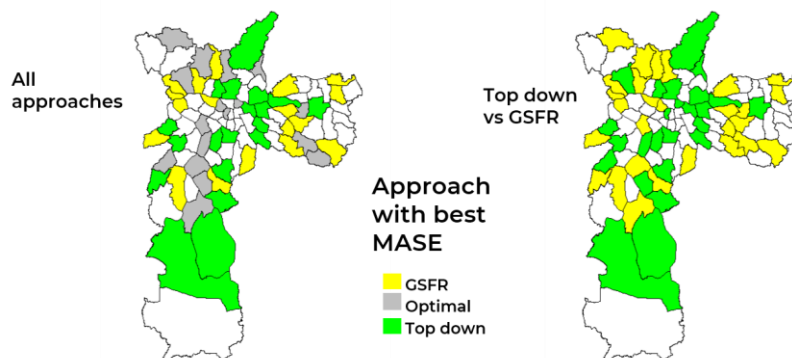 All
approaches
Top down
vs GSFR
Approach
with best
MASE
GSFR
Optimal
Top down